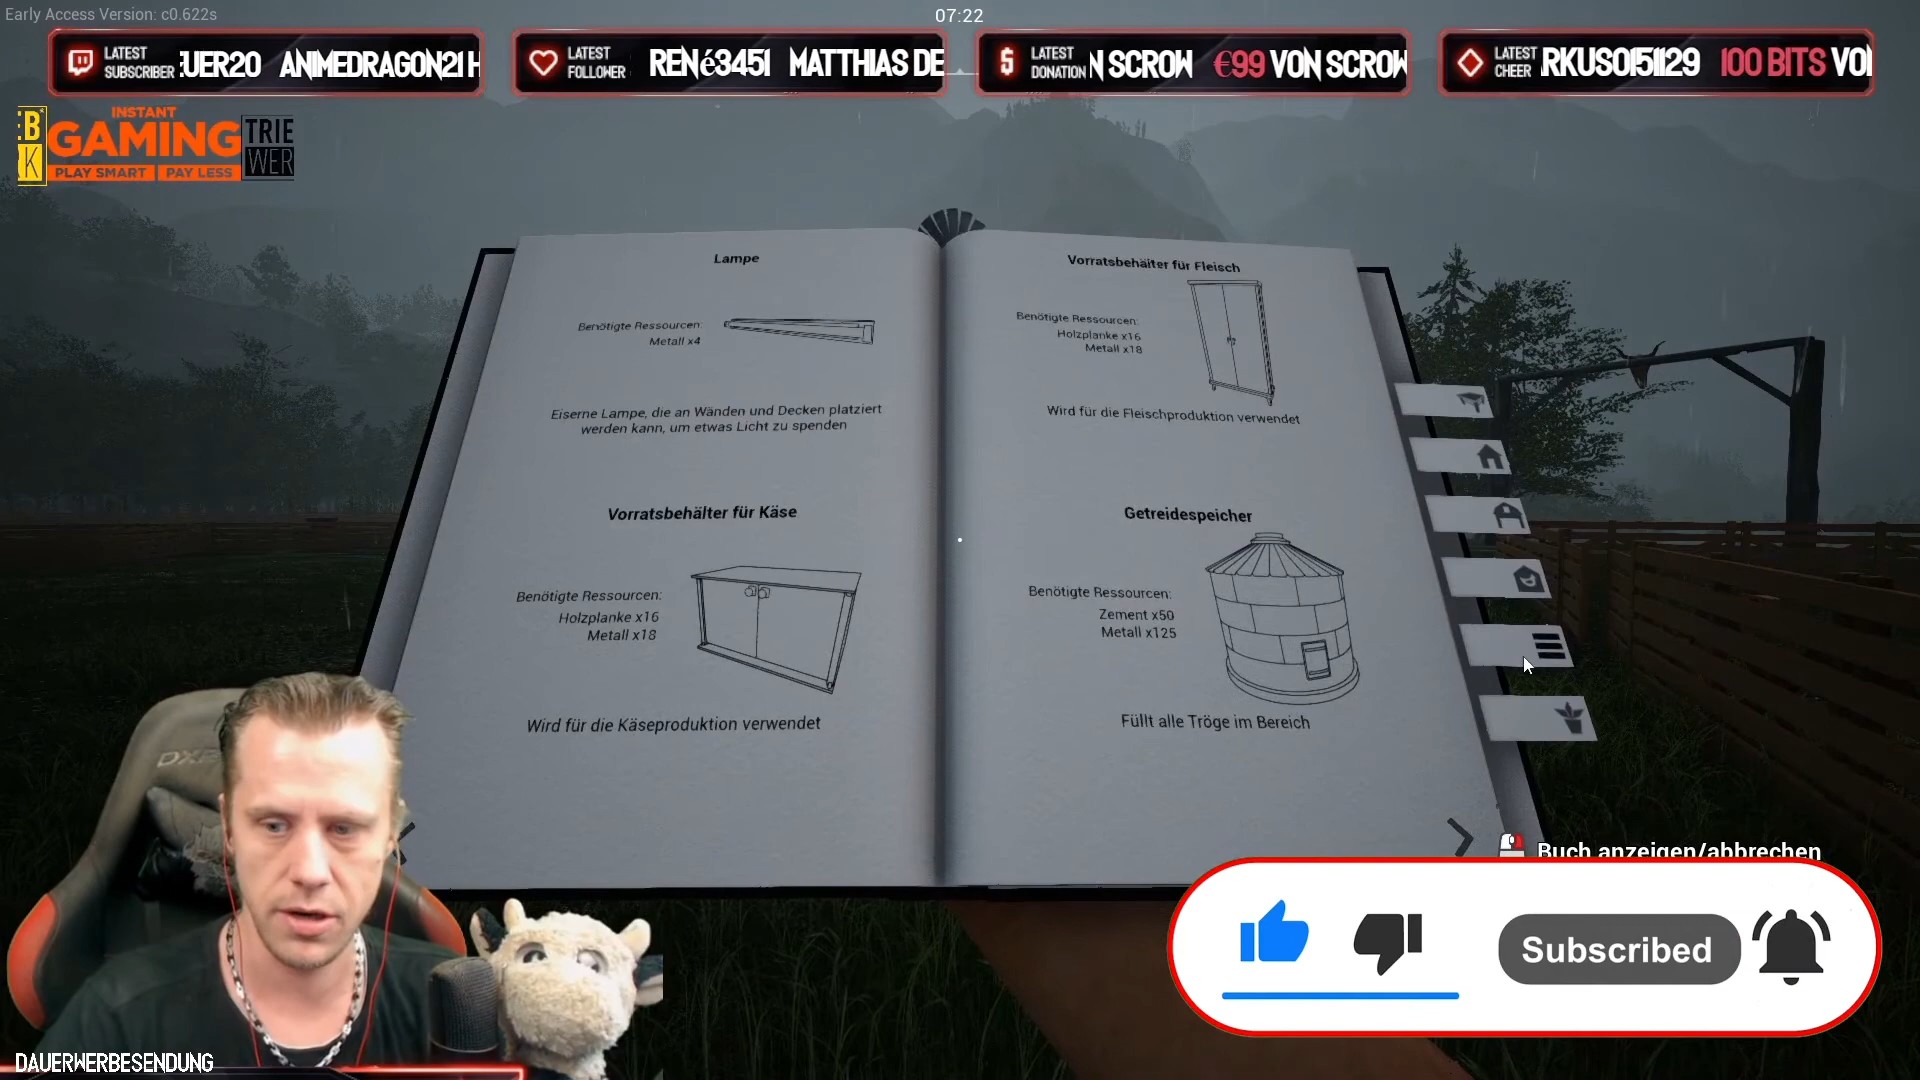 Early Access Version: c0.622s
07:22
LATEST SUBSCRIBER
UER20 ANIMEDRAGON21 H
LATEST FOLLOWER
RENé3451 MATTHIAS DE
LATEST DONATION
N SCROW €99 VON SCROW
LATEST CHEER
RKUS0151129 100 BITS VON
INSTANT
GAMING
PLAY SMART PAY LESS
:B
K
TRIE
WER
Lampe
Benötigte Ressourcen:
Metall x4
Eiserne Lampe, die an Wänden und Decken platziert
werden kann, um etwas Licht zu spenden
Vorratsbehälter für Käse
Benötigte Ressourcen:
Holzplanke x16
Metall x18
Wird für die Käseproduktion verwendet
Vorratsbehälter für Fleisch
Benötigte Ressourcen:
Holzplanke x16
Metall x18
Wird für die Fleischproduktion verwendet
Getreidespeicher
Benötigte Ressourcen:
Zement x50
Metall x125
Füllt alle Tröge im Bereich
Buch anzeigen/abbrechen
Subscribed
DAUERWERBESENDUNG